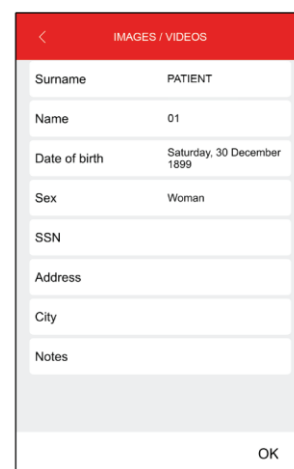 IMAGES / VIDEOS
Surname PATIENT
Name 01
Date of birth Saturday, 30 December
1899
Sex Woman
SSN
Address
City
Notes
OK